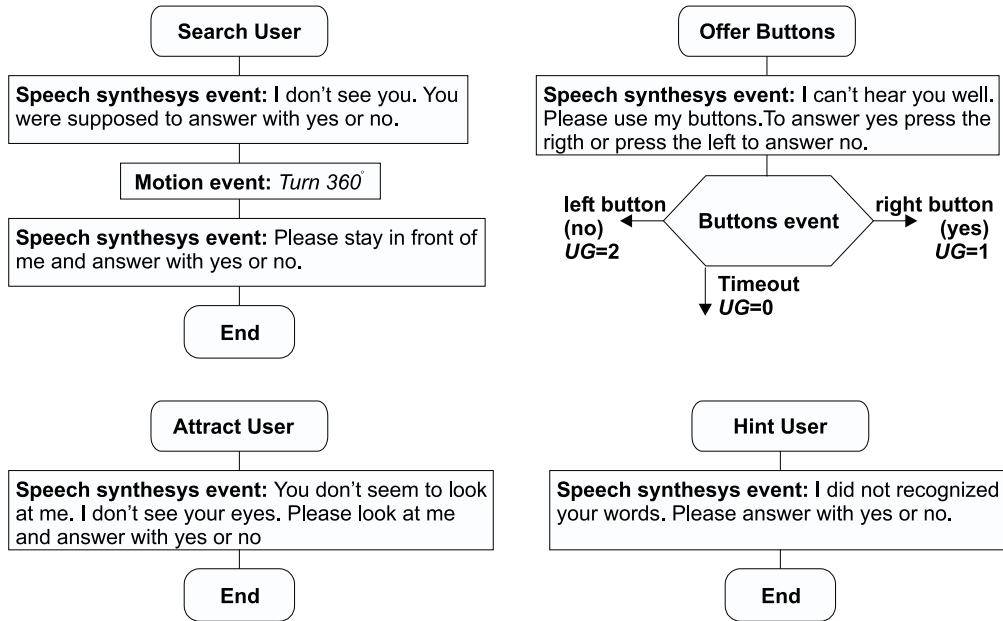 Search User
Speech synthesys event: I don't see you. You
were supposed to answer with yes or no.
Motion event: Turn 360°
Speech synthesys event: Please stay in front of
me and answer with yes or no.
End
Offer Buttons
Speech synthesys event: I can't hear you well.
Please use my buttons.To answer yes press the
rigth or press the left to answer no.
left button
(no)
UG=2
Buttons event
right button
(yes)
UG=1
Timeout
UG=0
Attract User
Speech synthesys event: You don't seem to look
at me. I don't see your eyes. Please look at me
and answer with yes or no
End
Hint User
Speech synthesys event: I did not recognized
your words. Please answer with yes or no.
End